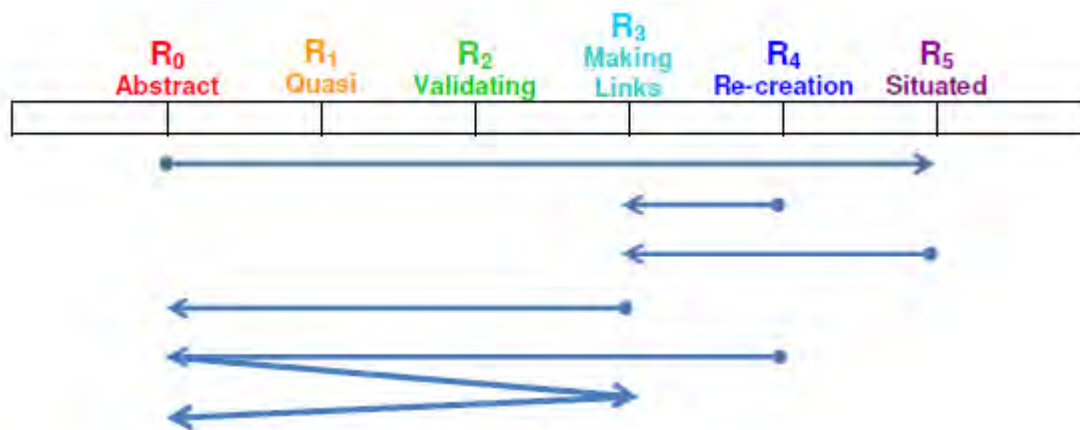 R₀
Abstract
R₁
Quasi
R₂
Validating
R₃
Making
Links
R₄
Re-creation
R₅
Situated